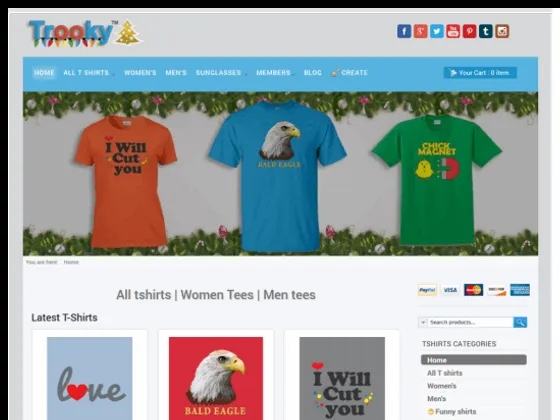 Trooky™
HOME ALL T SHIRTS WOMEN'S MEN'S SUNGLASSES MEMBERS BLOG CREATE Your Cart : 0 item
I Will
Cut
you
BALD EAGLE
CHICK
MAGNET
You are here: Home
All tshirts | Women Tees | Men tees
PayPal VISA MasterCard DISCOVER AMEX
Latest T-Shirts
Search products...
TSHIRTS CATEGORIES
Home
All T shirts
Women's
Men's
Funny shirts
love
BALD EAGLE
I Will
Cut
you